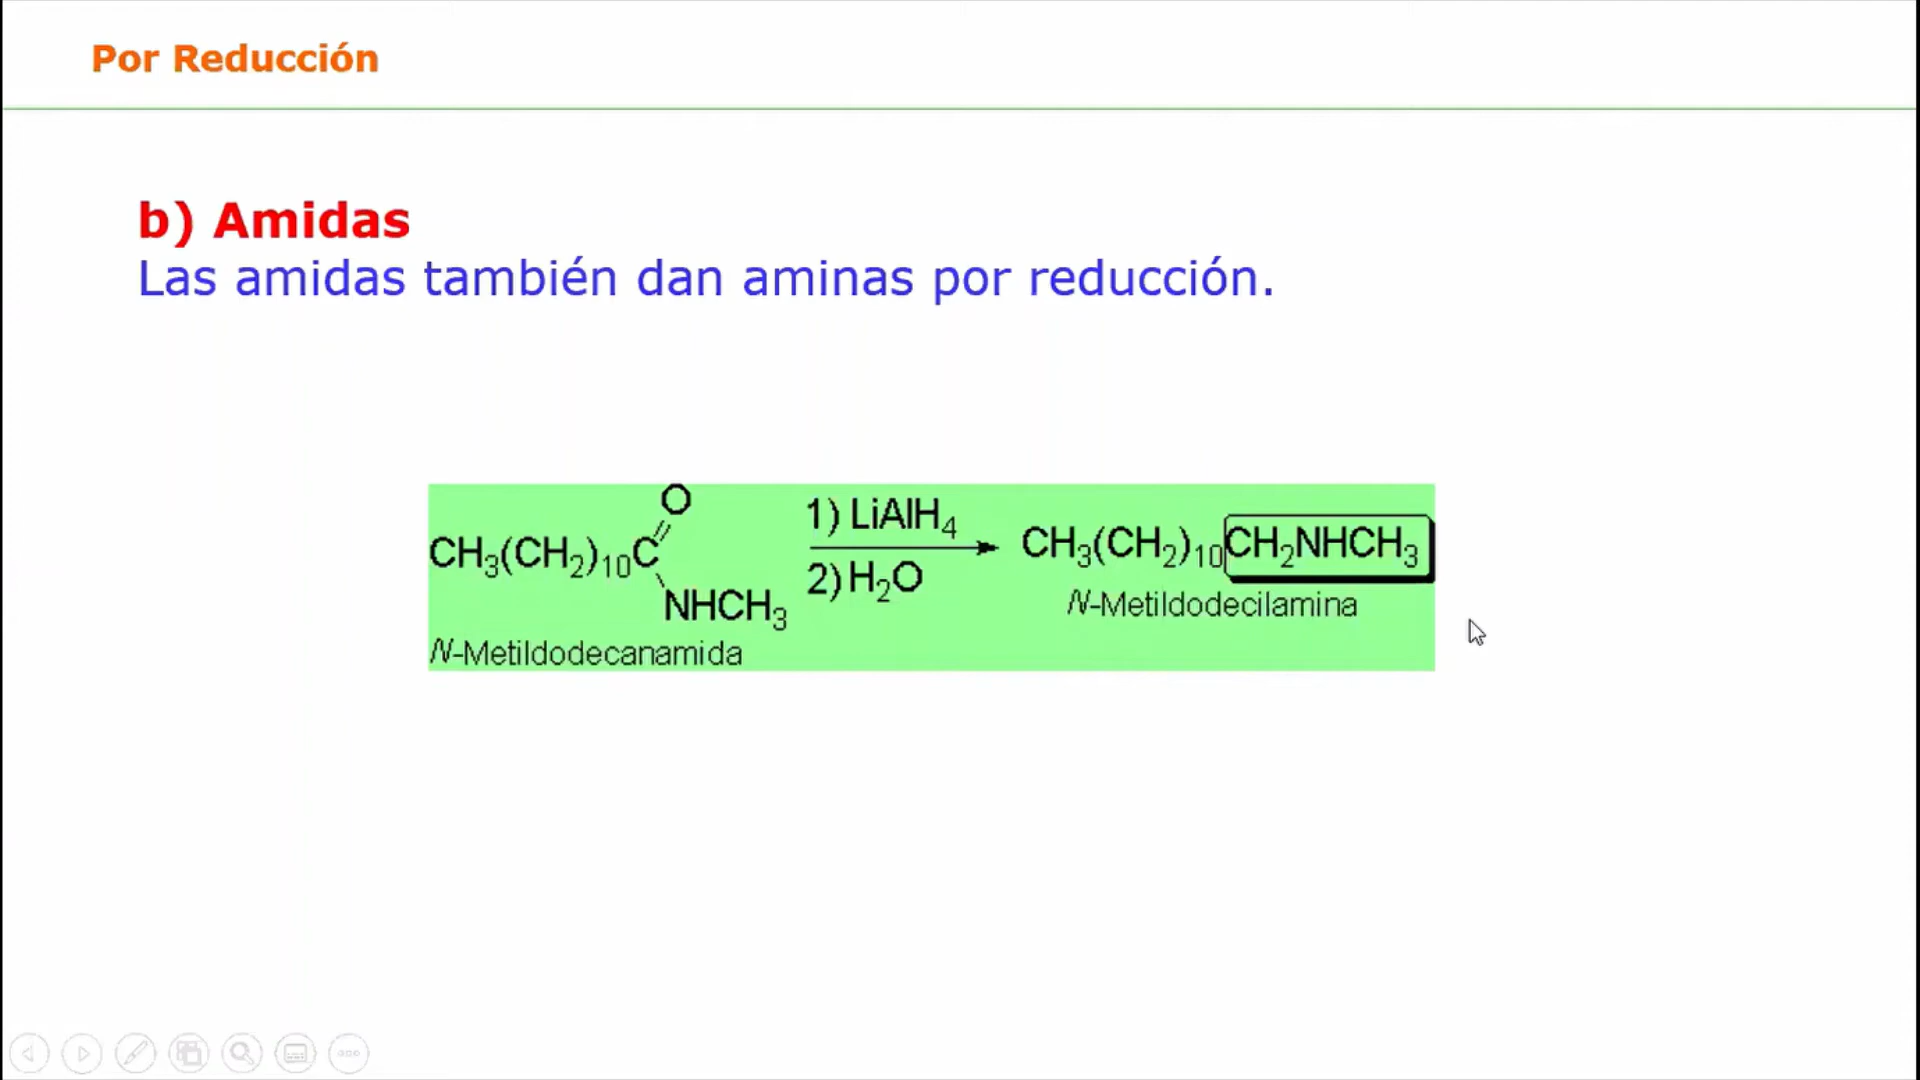 Por Reducción
b) Amidas
Las amidas también dan aminas por reducción.
O
CH₃(CH₂)₁₀C
NHCH₃
N-Metildodecanamida
1) LiAlH₄
2) H₂O
CH₃(CH₂)₁₀CH₂NHCH₃
N-Metildodecilamina